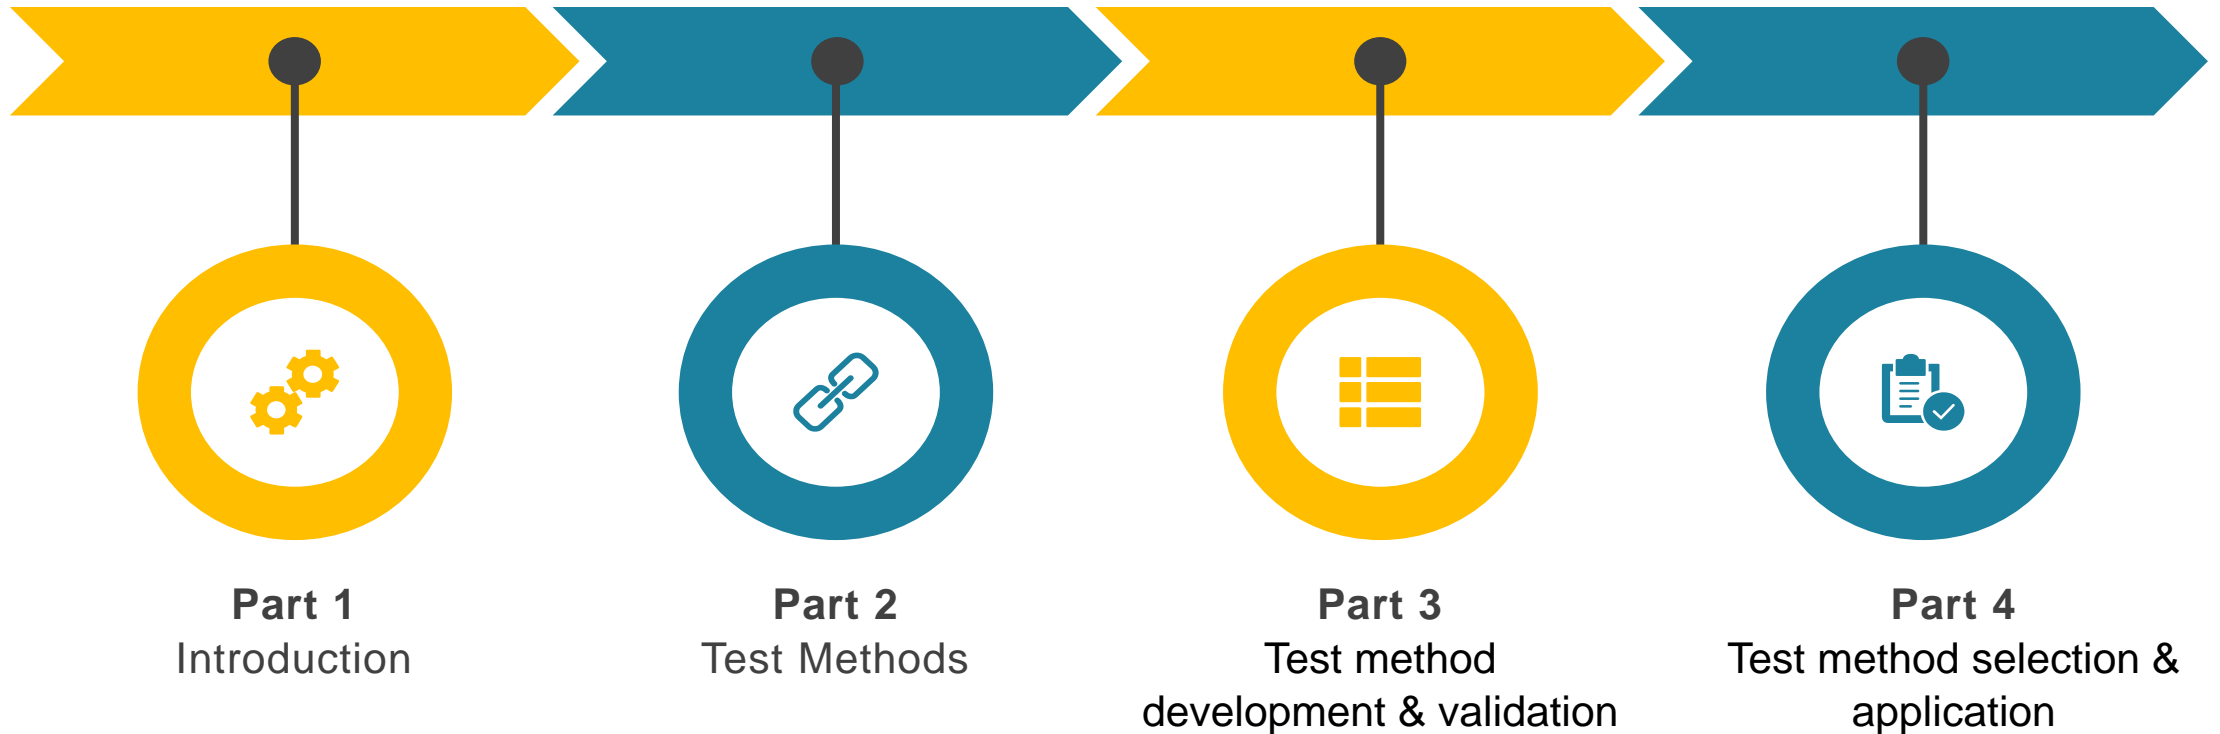 Part 1
Introduction
Part 2
Test Methods
Part 3
Test method
development & validation
Part 4
Test method selection &
application